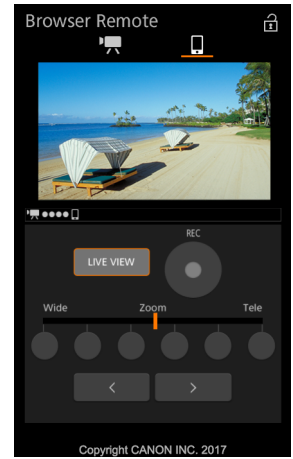 Browser Remote
REC
LIVE VIEW
Wide Zoom Tele
Copyright CANON INC. 2017